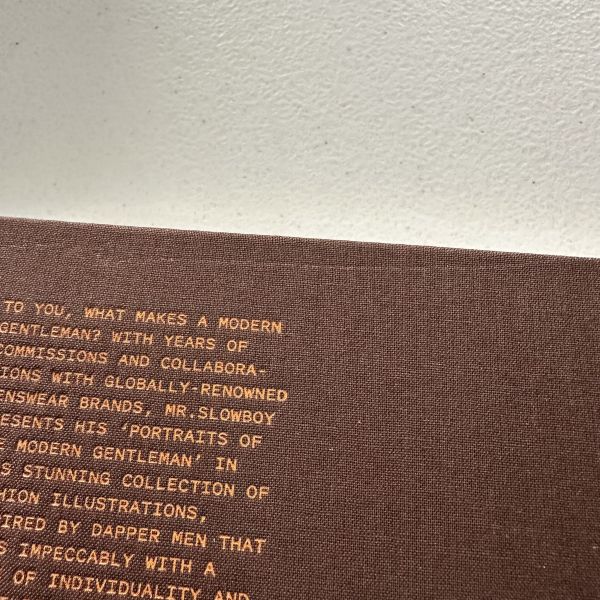 TO YOU, WHAT MAKES A MODERN
GENTLEMAN? WITH YEARS OF
COMMISSIONS AND COLLABORA-
IONS WITH GLOBALLY-RENOWNED
ENSWEAR BRANDS, MR.SLOWBOY
ESENTS HIS 'PORTRAITS OF
E MODERN GENTLEMAN' IN
S STUNNING COLLECTION OF
HION ILLUSTRATIONS,
IRED BY DAPPER MEN THAT
S IMPECCABLY WITH A
OF INDIVIDUALITY AND